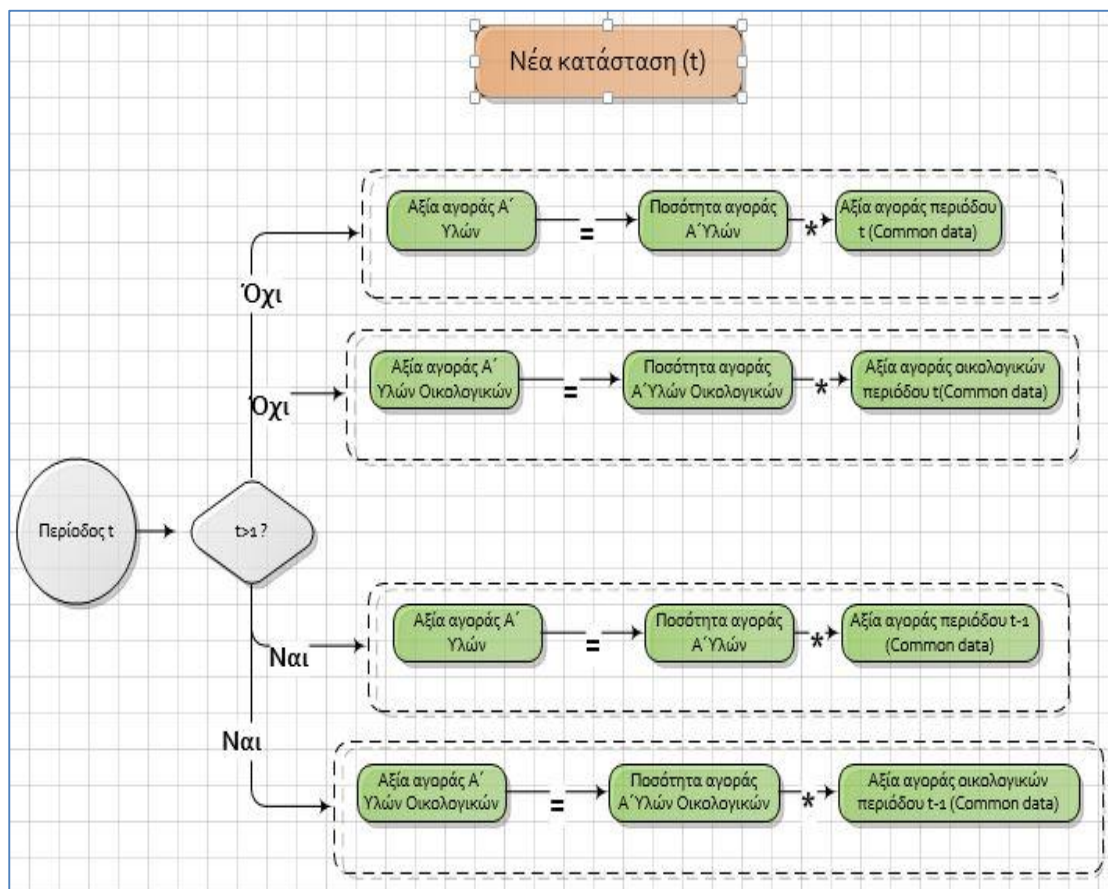 Νέα κατάσταση (t)
Αξία αγοράς Α΄
Υλών
=
Ποσότητα αγοράς
Α΄Υλών
*
Αξία αγοράς περιόδου
t (Common data)
Όχι
Αξία αγοράς Α΄
Υλών Οικολογικών
=
Ποσότητα αγοράς
Α΄Υλών Οικολογικών
*
Αξία αγοράς οικολογικών
περιόδου t(Common data)
Όχι
Περίοδος t
t>1 ?
Αξία αγοράς Α΄
Υλών
=
Ποσότητα αγοράς
Α΄Υλών
*
Αξία αγοράς περιόδου t-1
(Common data)
Ναι
Ναι
Αξία αγοράς Α΄
Υλών Οικολογικών
=
Ποσότητα αγοράς
Α΄Υλών Οικολογικών
*
Αξία αγοράς οικολογικών
περιόδου t-1 (Common data)